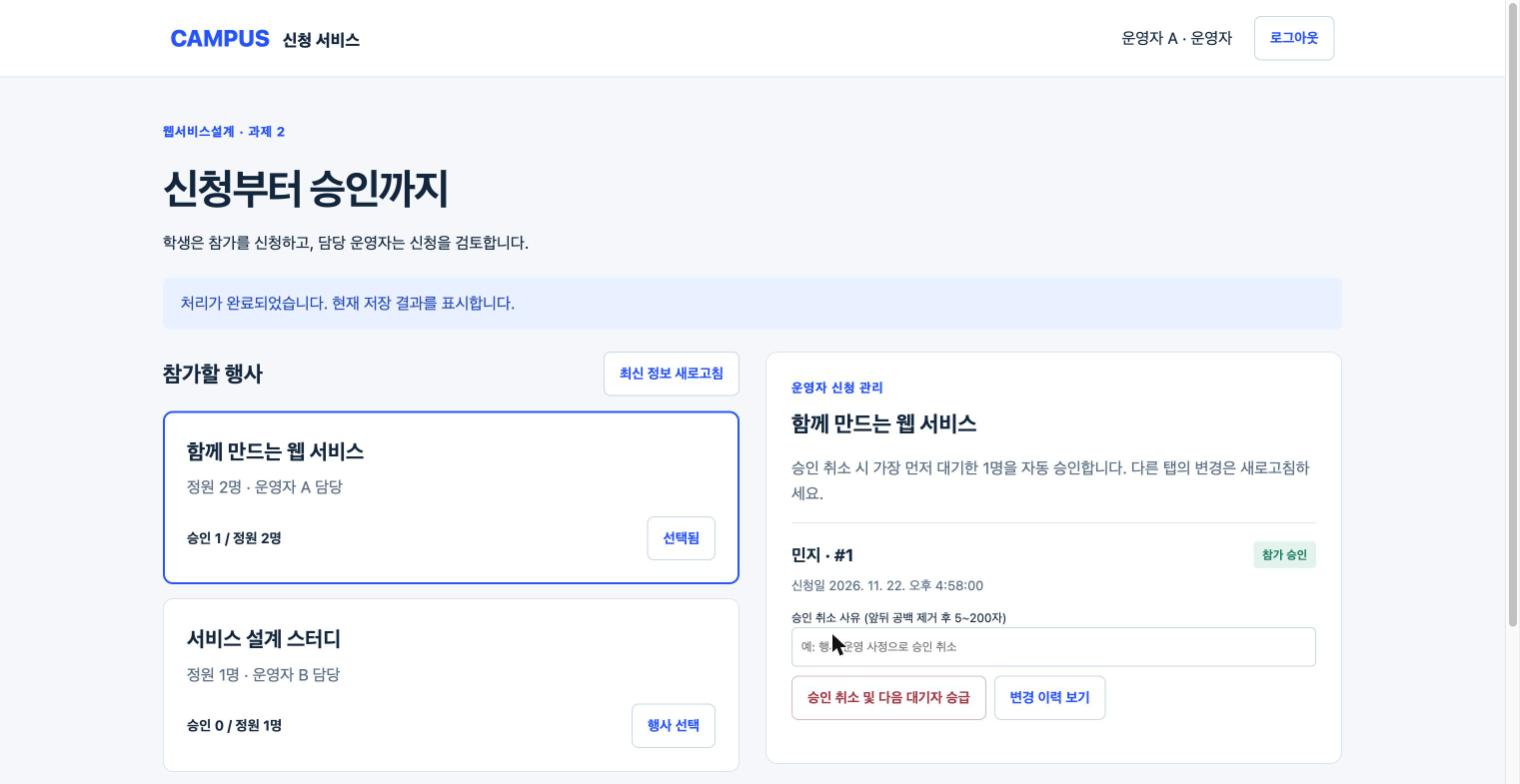 CAMPUS 신청 서비스
운영자 A · 운영자
로그아웃
웹서비스설계 · 과제 2
신청부터 승인까지
학생은 참가를 신청하고, 담당 운영자는 신청을 검토합니다.
처리가 완료되었습니다. 현재 저장 결과를 표시합니다.
참가할 행사
최신 정보 새로고침
함께 만드는 웹 서비스
정원 2명 · 운영자 A 담당
승인 1 / 정원 2명
선택됨
서비스 설계 스터디
정원 1명 · 운영자 B 담당
승인 0 / 정원 1명
행사 선택
운영자 신청 관리
함께 만드는 웹 서비스
승인 취소 시 가장 먼저 대기한 1명을 자동 승인합니다. 다른 탭의 변경은 새로고침하
세요.
민지 · #1
참가 승인
신청일 2026. 11. 22. 오후 4:58:00
승인 취소 사유 (앞뒤 공백 제거 후 5~200자)
예: 운영 사정으로 승인 취소
승인 취소 및 다음 대기자 승급
변경 이력 보기